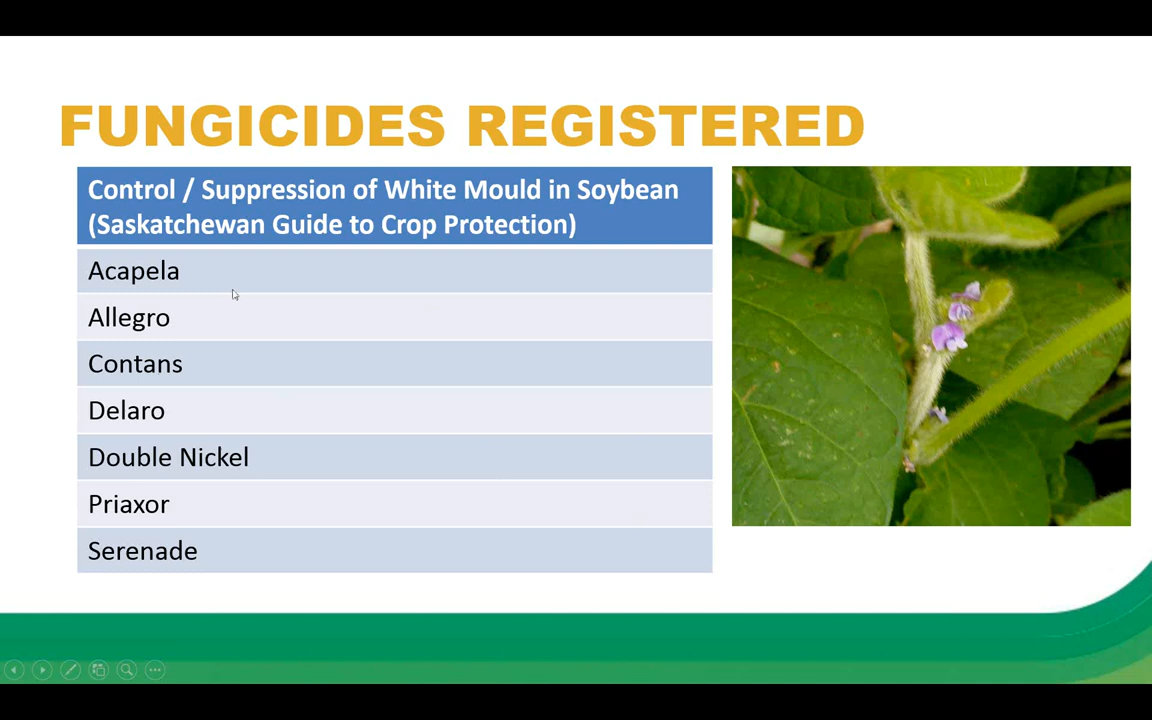 FUNGICIDES REGISTERED
Control / Suppression of White Mould in Soybean
(Saskatchewan Guide to Crop Protection)
Acapela
Allegro
Contans
Delaro
Double Nickel
Priaxor
Serenade